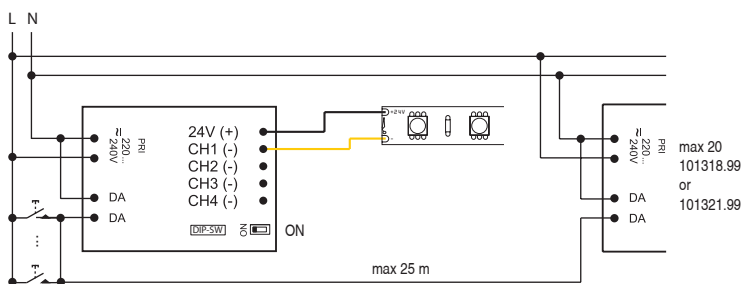 L N
24V (+)
CH1 (-)
CH2 (-)
CH3 (-)
CH4 (-)
PRI
220...
240V
DA
DA
DIP-SW
ON
ON
...
+24V
-
PRI
220...
240V
DA
DA
max 20
101318.99
or
101321.99
max 25 m